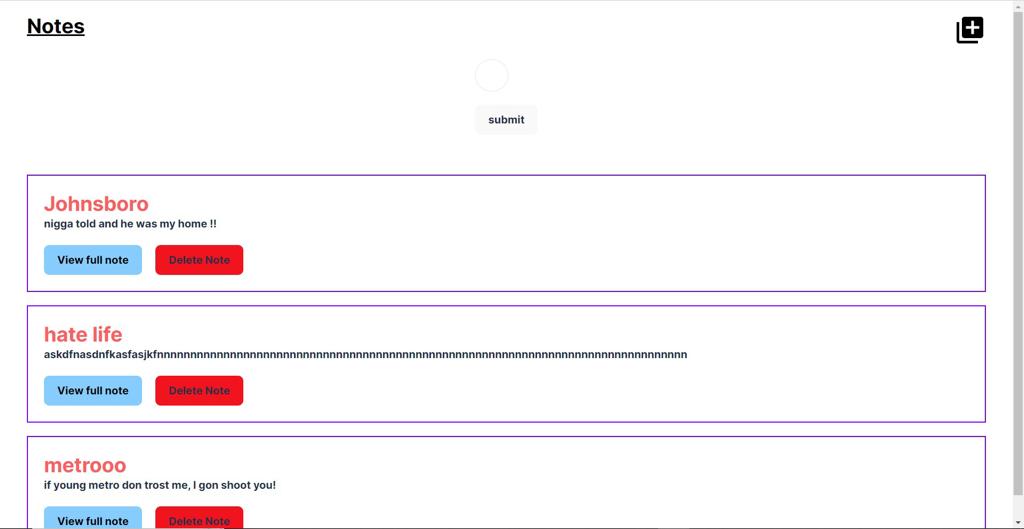 Notes
submit
Johnsboro
nigga told and he was my home !!
View full note
Delete Note
hate life
askdfnasdnfkasfasjkfnnnnnnnnnnnnnnnnnnnnnnnnnnnnnnnnnnnnnnnnnnnnnnnnnnnnnnnnnnnnnnnnnnnnnnnnnnnnnnn
View full note
Delete Note
metrooo
if young metro don trost me, I gon shoot you!
View full note
Delete Note